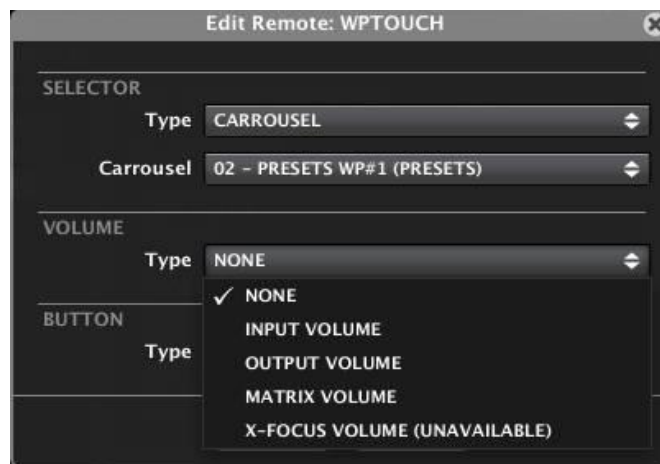 Edit Remote: WPTOUCH
SELECTOR
Type CARROUSEL
Carrousel 02 - PRESETS WP#1 (PRESETS)
VOLUME
Type NONE
✓ NONE
BUTTON
INPUT VOLUME
Type
OUTPUT VOLUME
MATRIX VOLUME
X-FOCUS VOLUME (UNAVAILABLE)